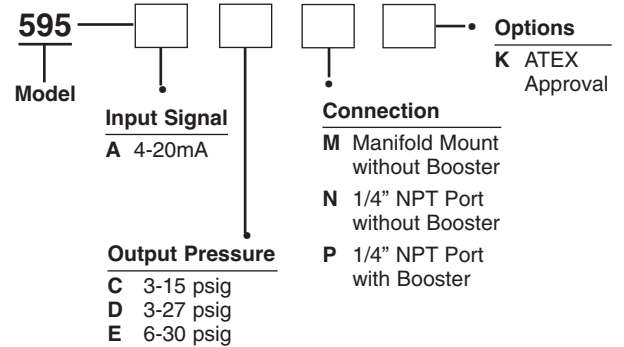 595
Model
Input Signal
A 4-20mA
Output Pressure
C 3-15 psig
D 3-27 psig
E 6-30 psig
Connection
M Manifold Mount
without Booster
N 1/4” NPT Port
without Booster
P 1/4” NPT Port
with Booster
Options
K ATEX
Approval